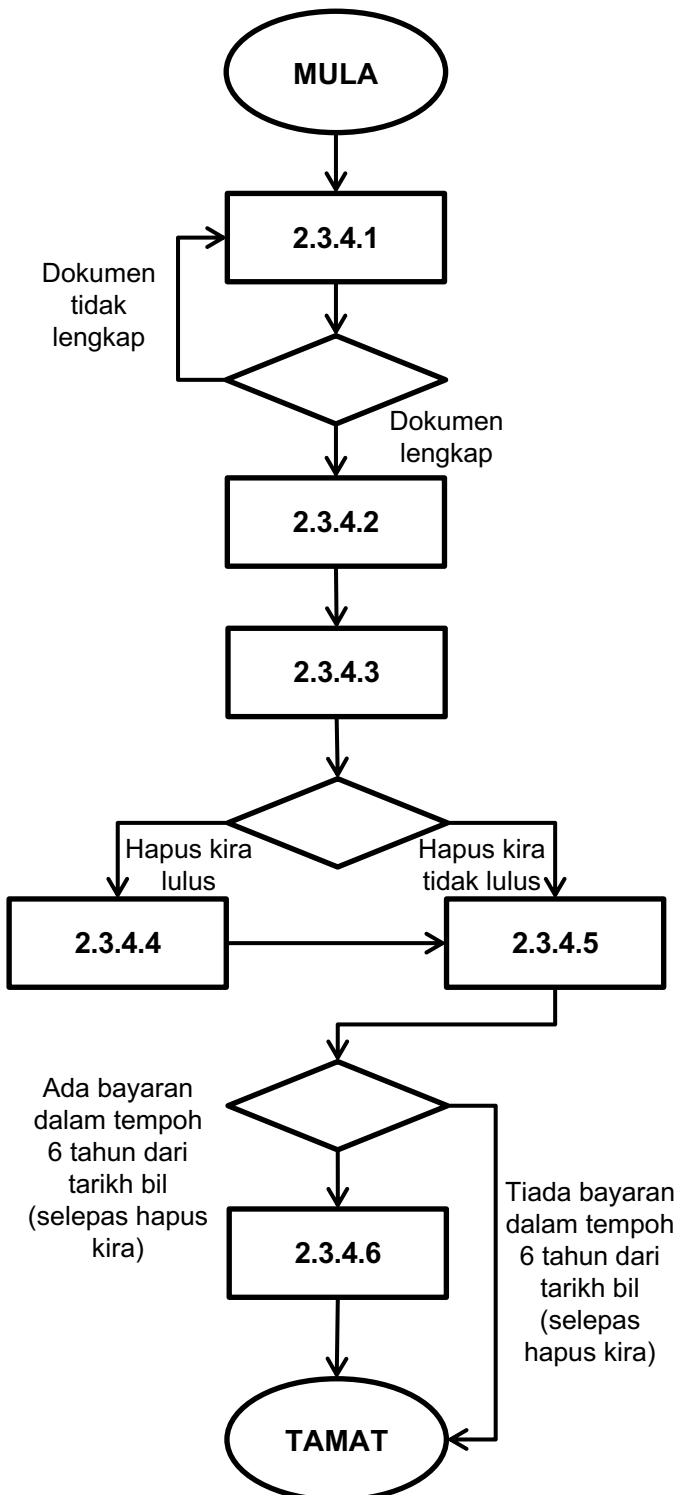 MULA
2.3.4.1
Dokumen
tidak
lengkap
Dokumen
lengkap
2.3.4.2
2.3.4.3
Hapus kira
lulus
Hapus kira
tidak lulus
2.3.4.4
2.3.4.5
Ada bayaran
dalam tempoh
6 tahun dari
tarikh bil
(selepas hapus
kira)
Tiada bayaran
dalam tempoh
6 tahun dari
tarikh bil
(selepas
hapus kira)
2.3.4.6
TAMAT